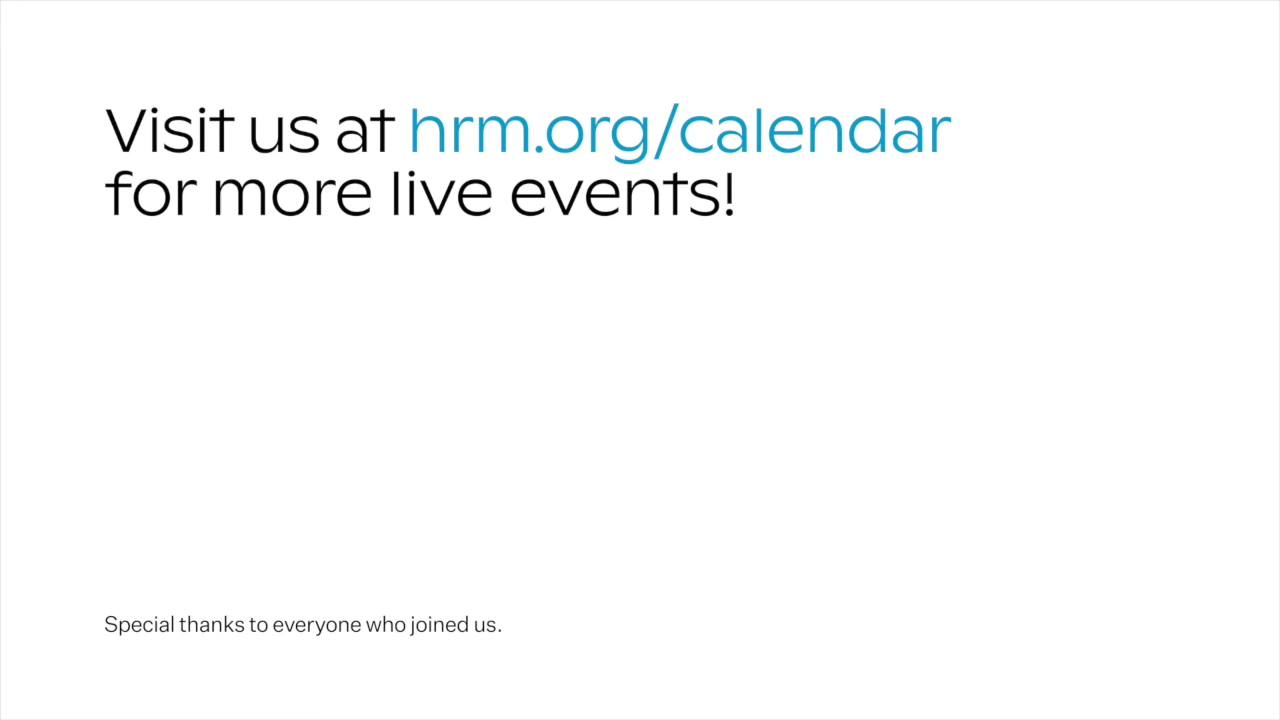 Visit us at hrm.org/calendar
for more live events!
Special thanks to everyone who joined us.